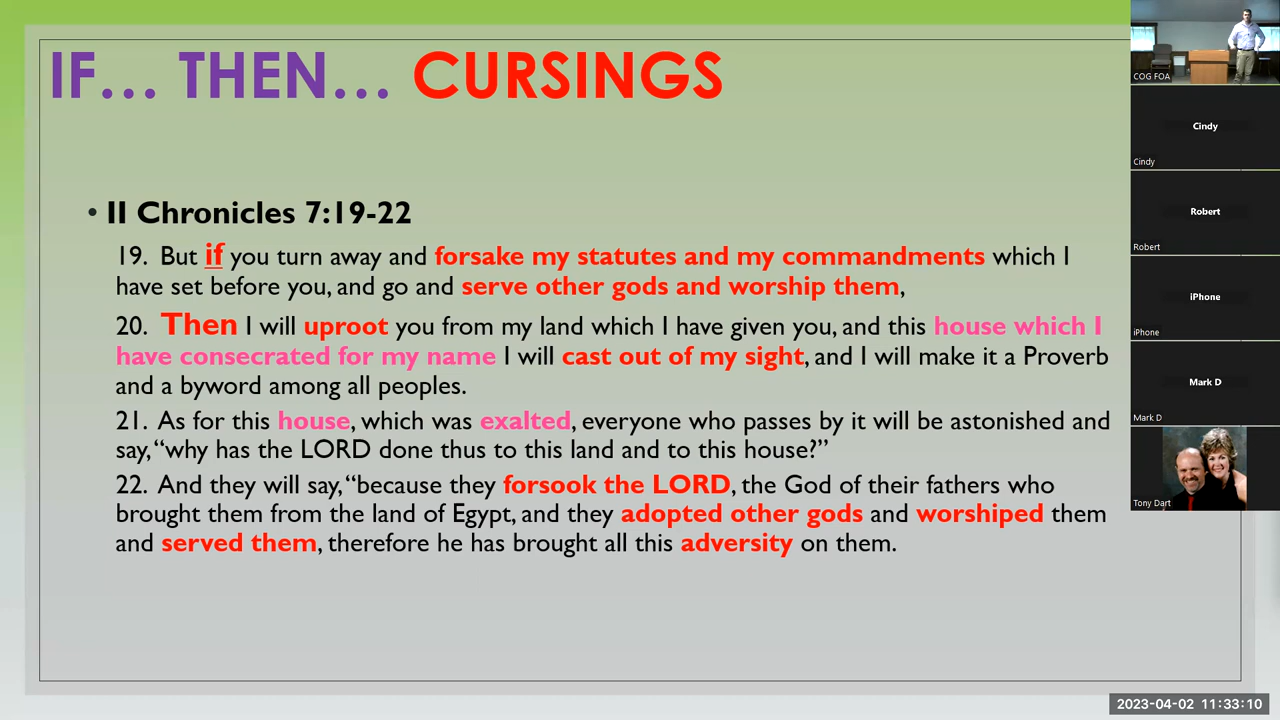 IF… THEN… CURSINGS
• II Chronicles 7:19-22
19. But if you turn away and forsake my statutes and my commandments which I
have set before you, and go and serve other gods and worship them,
20. Then I will uproot you from my land which I have given you, and this house which I
have consecrated for my name I will cast out of my sight, and I will make it a Proverb
and a byword among all peoples.
21. As for this house, which was exalted, everyone who passes by it will be astonished and
say, “why has the LORD done thus to this land and to this house?”
22. And they will say, “because they forsook the LORD, the God of their fathers who
brought them from the land of Egypt, and they adopted other gods and worshiped them
and served them, therefore he has brought all this adversity on them.
COG FOA
Cindy
Cindy
Robert
Robert
iPhone
iPhone
Mark D
Mark D
Tony Dart
2023-04-02 11:33:10